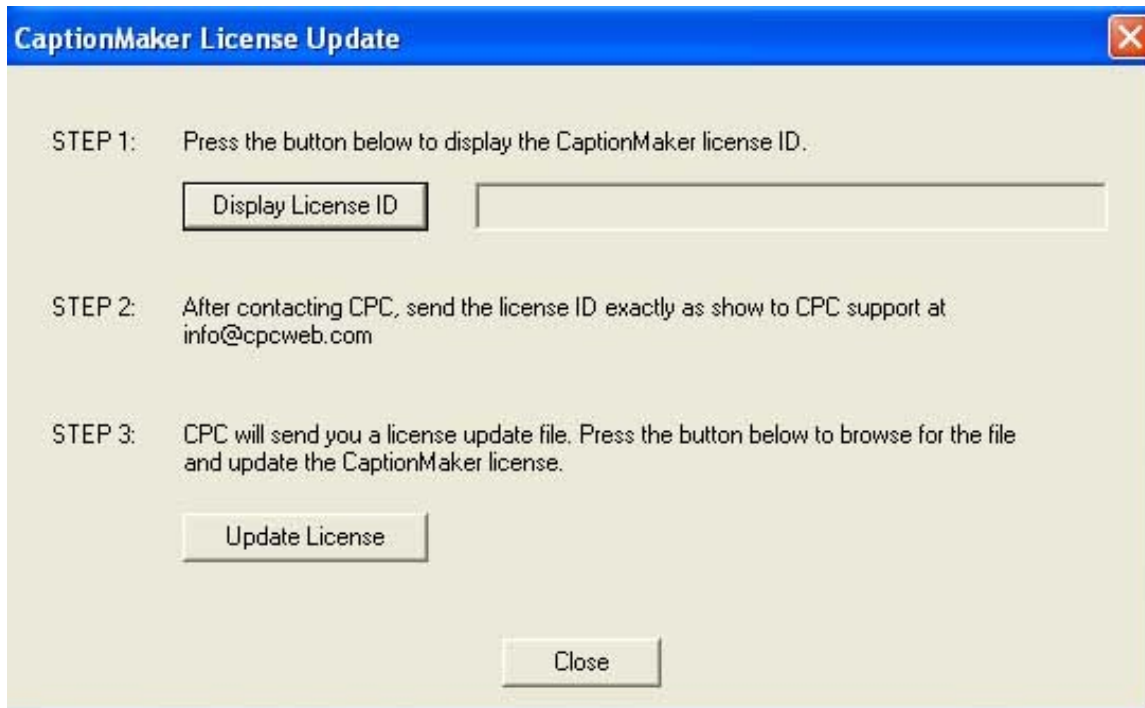 CaptionMaker License Update
STEP 1: Press the button below to display the CaptionMaker license ID.
Display License ID
STEP 2: After contacting CPC, send the license ID exactly as show to CPC support at
info@cpcweb.com
STEP 3: CPC will send you a license update file. Press the button below to browse for the file
and update the CaptionMaker license.
Update License
Close